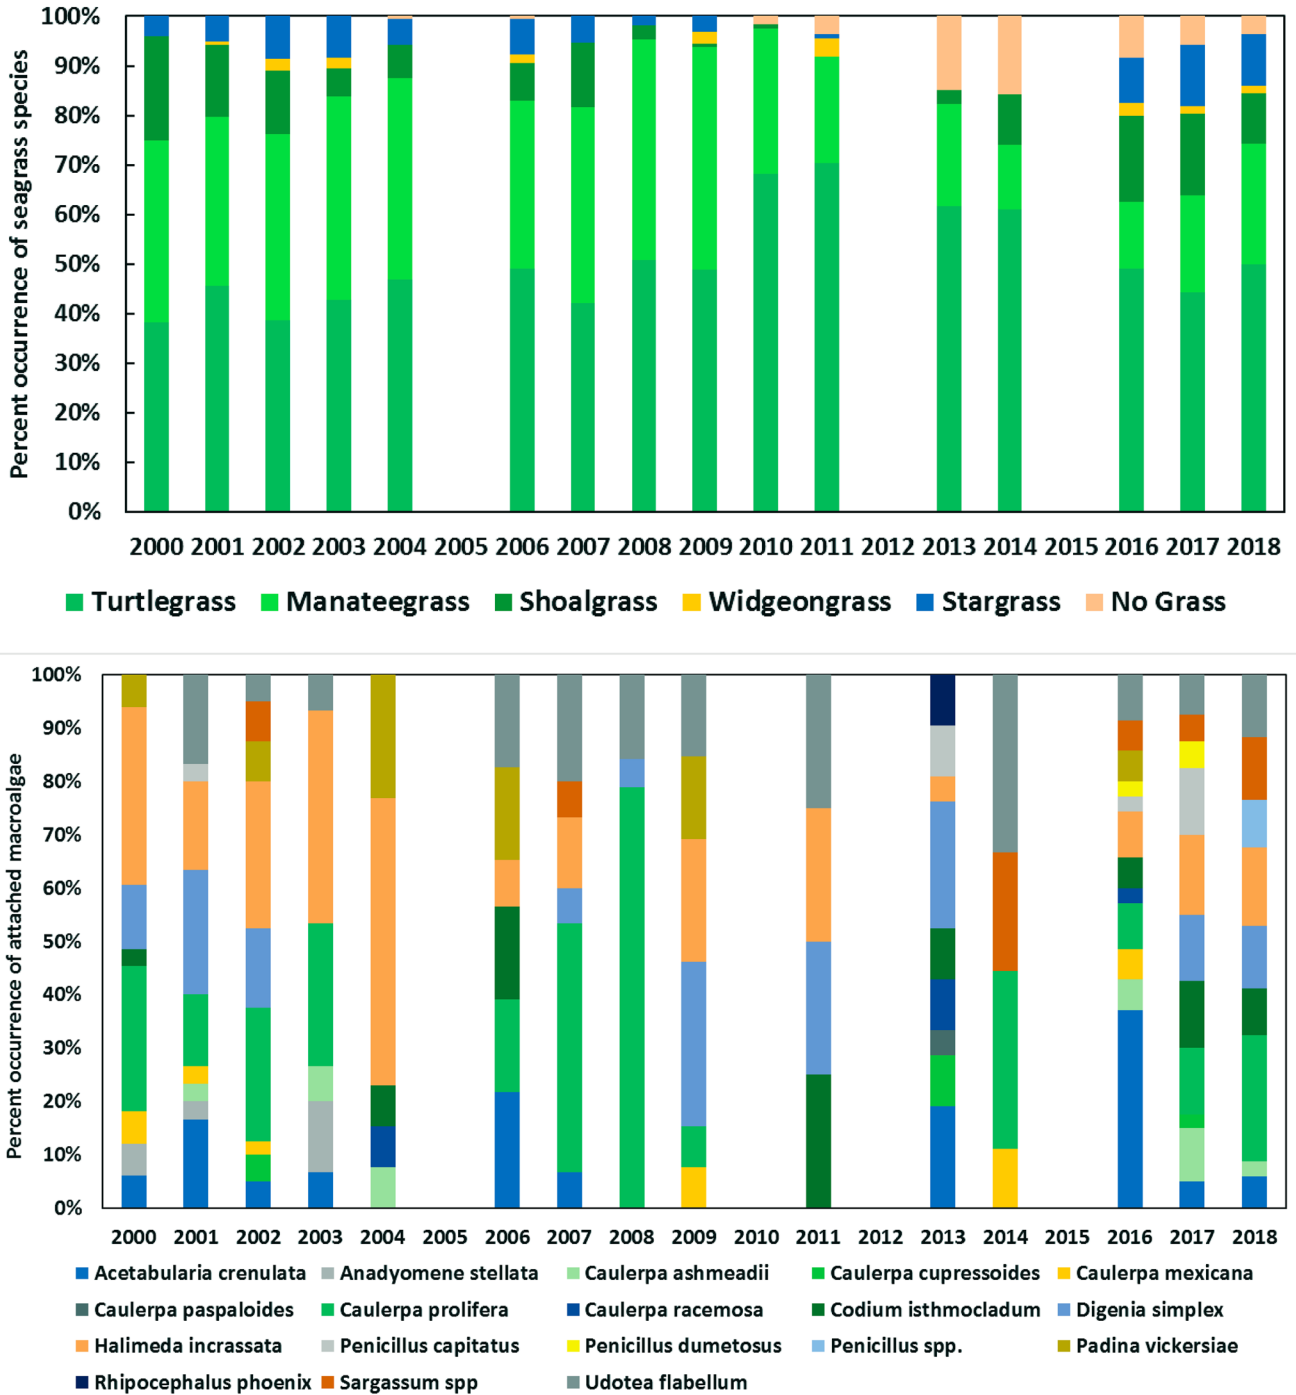 Percent occurrence of seagrass species
100%
90%
80%
70%
60%
50%
40%
30%
20%
10%
0%
2000 2001 2002 2003 2004 2005 2006 2007 2008 2009 2010 2011 2012 2013 2014 2015 2016 2017 2018
Turtlegrass Manateegrass Shoalgrass Widgeongrass Stargrass No Grass
Percent occurrence of attached macroalgae
100%
90%
80%
70%
60%
50%
40%
30%
20%
10%
0%
2000 2001 2002 2003 2004 2005 2006 2007 2008 2009 2010 2011 2012 2013 2014 2015 2016 2017 2018
Acetabularia crenulata Anadyomene stellata Caulerpa ashmeadii Caulerpa cupressoides Caulerpa mexicana
Caulerpa paspaloides Caulerpa prolifera Caulerpa racemosa Codium isthmocladum Digenia simplex
Halimeda incrassata Penicillus capitatus Penicillus dumetosus Penicillus spp. Padina vickersiae
Rhipocephalus phoenix Sargassum spp Udotea flabellum